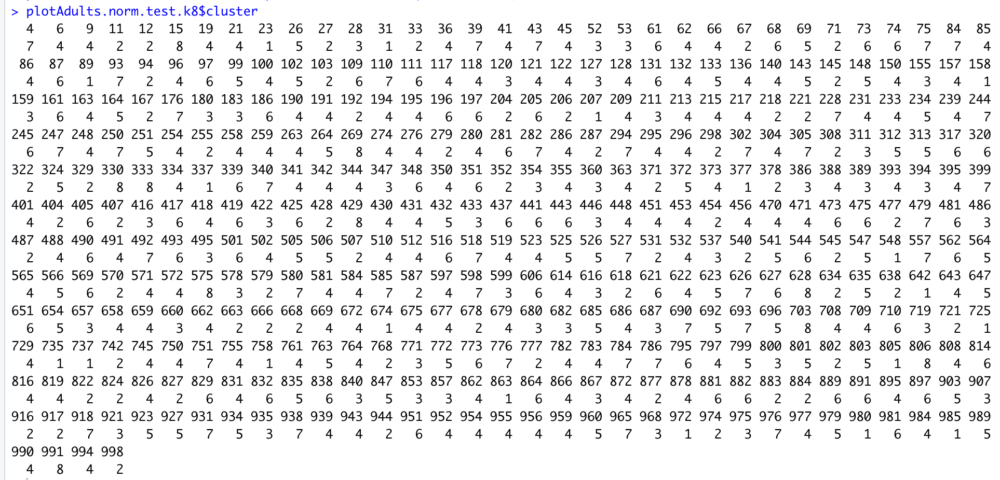 > plotAdults.norm.test.k8$cluster
4 6 9 11 12 15 19 21 23 26 27 28 31 33 36 39 41 43 45 52 53 61 62 66 67 68 69 71 73 74 75 84 85
7 4 4 2 2 8 4 4 1 5 2 3 1 2 4 7 4 7 4 3 3 6 4 4 2 6 5 2 6 6 7 7 4
86 87 89 93 94 96 97 99 100 102 103 109 110 111 117 118 120 121 122 127 128 131 132 133 136 140 143 145 148 150 155 157 158
4 6 1 7 2 4 6 5 4 5 2 6 7 6 4 4 3 4 4 3 4 6 4 5 4 4 5 2 5 4 3 4 1
159 161 163 164 167 176 180 183 186 190 191 192 194 195 196 197 204 205 206 207 209 211 213 215 217 218 221 228 231 233 234 239 244
3 6 4 5 2 7 3 3 6 4 4 2 4 4 6 6 2 6 2 1 4 3 4 4 4 2 2 7 4 4 5 4 7
245 247 248 250 251 254 255 258 259 263 264 269 274 276 279 280 281 282 286 287 294 295 296 298 302 304 305 308 311 312 313 317 320
6 7 4 7 5 4 2 4 4 4 5 8 4 4 2 4 6 7 4 2 7 4 4 2 7 4 7 2 3 5 5 6 6
322 324 329 330 333 334 337 339 340 341 342 344 347 348 350 351 352 354 355 360 363 371 372 373 377 378 386 388 389 393 394 395 399
2 5 2 8 8 4 1 6 7 4 4 4 3 6 4 6 2 3 4 3 4 2 5 4 1 2 3 4 3 4 3 4 7
401 404 405 407 416 417 418 419 422 425 428 429 430 431 432 433 437 441 443 446 448 451 453 454 456 470 471 473 475 477 479 481 486
4 2 6 2 3 6 4 6 3 6 2 8 4 4 5 3 6 6 6 3 4 4 4 2 4 4 4 6 6 2 7 6 3
487 488 490 491 492 493 495 501 502 505 506 507 510 512 516 518 519 523 525 526 527 531 532 537 540 541 544 545 547 548 557 562 564
2 4 6 4 7 6 3 6 4 5 5 2 4 4 6 7 4 4 5 5 7 2 4 3 2 5 6 2 5 1 7 6 5
565 566 569 570 571 572 575 578 579 580 581 584 585 587 597 598 599 606 614 616 618 621 622 623 626 627 628 634 635 638 642 643 647
4 5 6 2 4 4 8 3 2 7 4 4 7 2 4 7 3 6 4 3 2 6 4 5 7 6 8 2 5 2 1 4 5
651 654 657 658 659 660 662 663 666 668 669 672 674 675 677 678 679 680 682 685 686 687 690 692 693 696 703 708 709 710 719 721 725
6 5 3 4 4 3 4 2 2 2 4 4 1 4 4 2 4 3 3 5 4 3 7 5 7 5 8 4 4 6 3 2 1
729 735 737 742 745 750 751 755 758 761 763 764 768 771 772 773 776 777 782 783 784 786 795 797 799 800 801 802 803 805 806 808 814
4 1 1 2 4 4 7 4 1 4 5 4 2 3 5 6 7 2 4 4 7 7 6 4 5 3 5 2 5 1 8 4 6
816 819 822 824 826 827 829 831 832 835 838 840 847 853 857 862 863 864 866 867 872 877 878 881 882 883 884 889 891 895 897 903 907
4 4 2 2 4 2 6 4 6 5 6 3 5 3 3 4 1 6 4 3 4 2 4 6 6 2 2 6 6 4 6 5 3
916 917 918 921 923 927 931 934 935 938 939 943 944 951 952 954 955 956 959 960 965 968 972 974 975 976 977 979 980 981 984 985 989
2 2 7 3 5 5 7 5 3 7 4 4 2 6 4 4 4 4 4 5 7 3 1 2 3 7 4 5 1 6 4 1 5
990 991 994 998
4 8 4 2